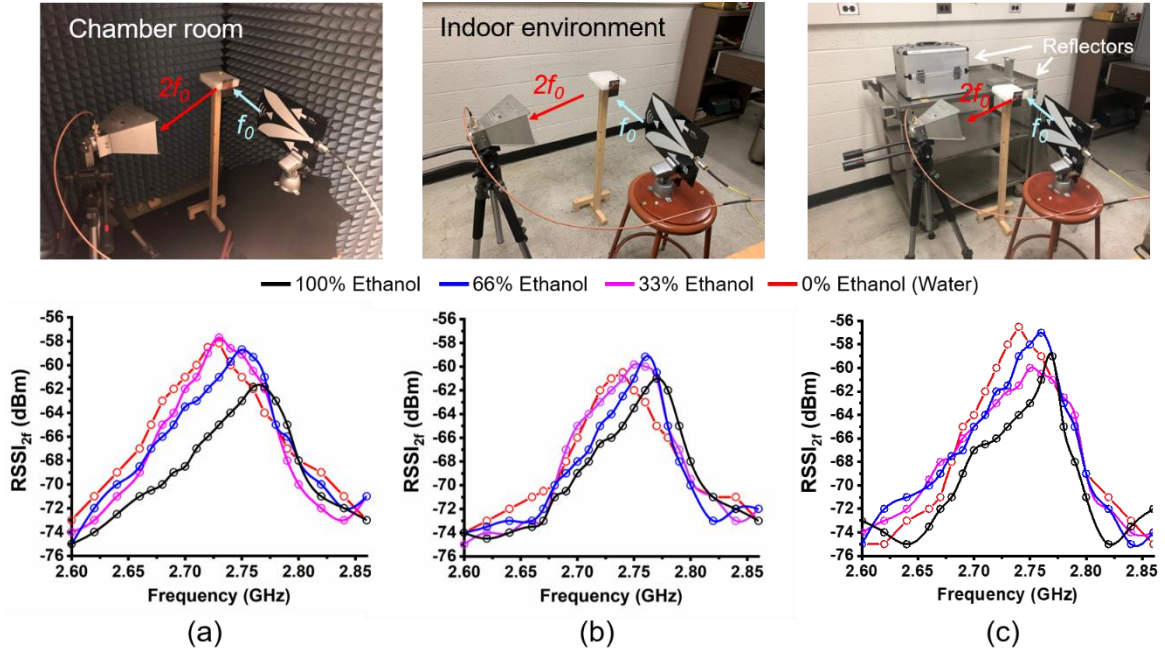 Chamber room
2f0
f0
Indoor environment
2f0
f0
Reflectors
2f0
f0
100% Ethanol 66% Ethanol 33% Ethanol 0% Ethanol (Water)
RSSI2f (dBm)
-56
-58
-60
-62
-64
-66
-68
-70
-72
-74
-76
2.60 2.65 2.70 2.75 2.80 2.85
Frequency (GHz)
(a)
RSSI2f (dBm)
-56
-58
-60
-62
-64
-66
-68
-70
-72
-74
-76
2.60 2.65 2.70 2.75 2.80 2.85
Frequency (GHz)
(b)
RSSI2f (dBm)
-56
-58
-60
-62
-64
-66
-68
-70
-72
-74
-76
2.60 2.65 2.70 2.75 2.80 2.85
Frequency (GHz)
(c)